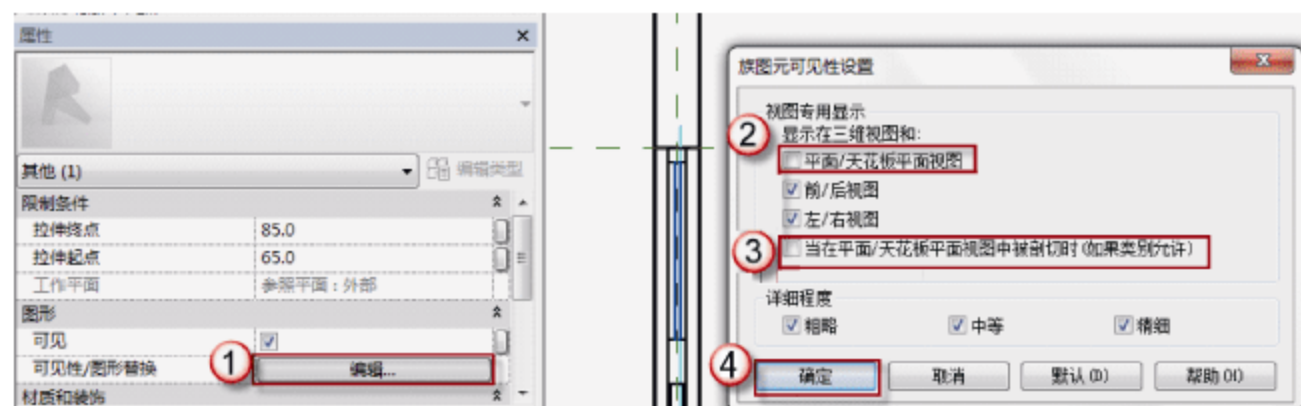 属性
其他 (1)
编辑类型
限制条件
拉伸终点 85.0
拉伸起点 65.0
工作平面 参照平面 : 外部
图形
可见
可见性/图形替换 编辑...
材质和装饰
1
族图元可见性设置
视图专用显示
2
显示在三维视图和:
平面/天花板平面视图
前/后视图
左/右视图
3
当在平面/天花板平面视图中被剖切时(如果类别允许)
详细程度
粗略 中等 精细
4
确定 取消 默认(D) 帮助(H)